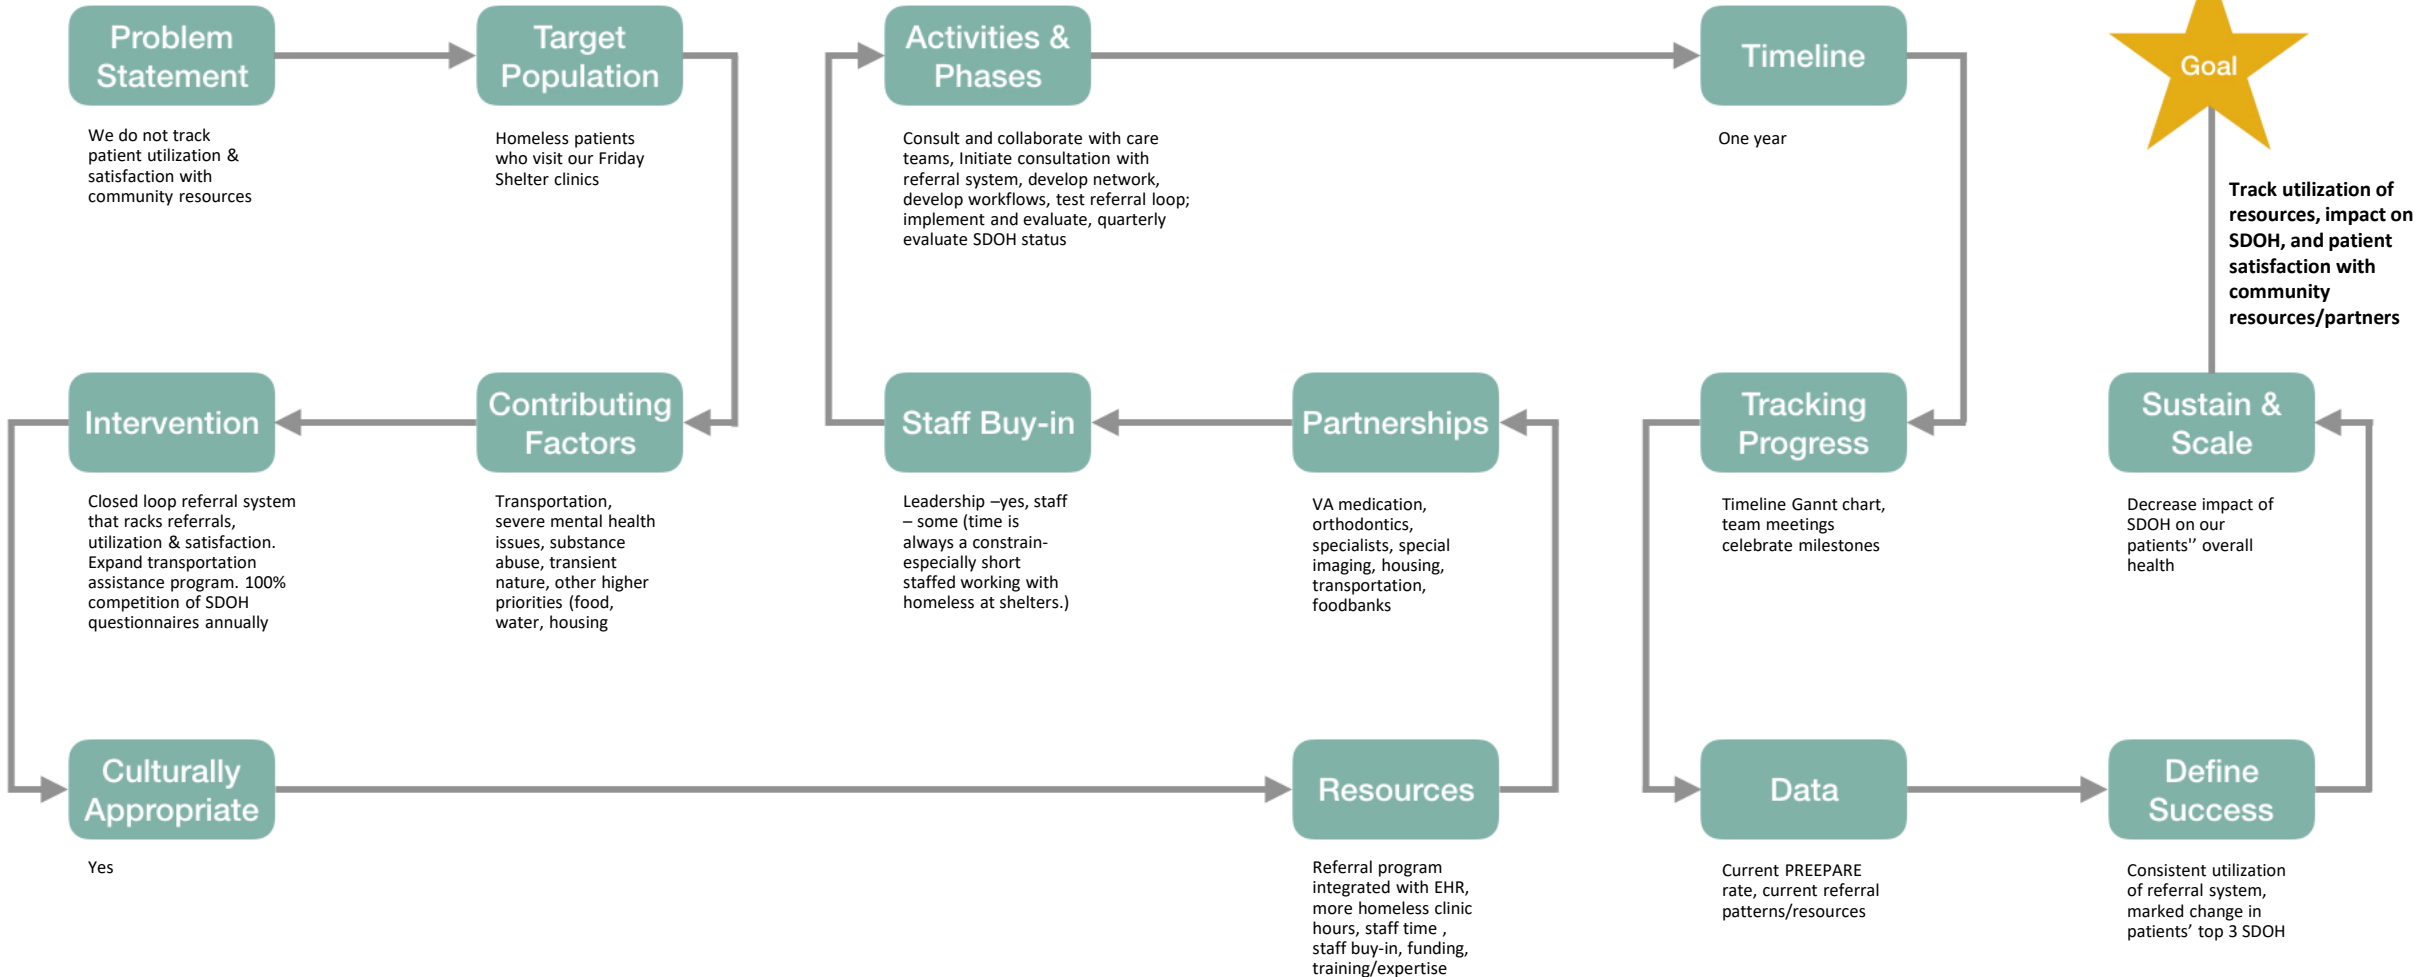 Problem
Statement
We do not track
patient utilization &
satisfaction with
community resources
Target
Population
Homeless patients
who visit our Friday
Shelter clinics
Contributing
Factors
Transportation,
severe mental health
issues, substance
abuse, transient
nature, other higher
priorities (food,
water, housing
Intervention
Closed loop referral system
that racks referrals,
utilization & satisfaction.
Expand transportation
assistance program. 100%
competition of SDOH
questionnaires annually
Culturally
Appropriate
Yes
Resources
Referral program
integrated with EHR,
more homeless clinic
hours, staff time ,
staff buy-in, funding,
training/expertise
Partnerships
VA medication,
orthodontics,
specialists, special
imaging, housing,
transportation,
foodbanks
Staff Buy-in
Leadership –yes, staff
– some (time is
always a constrain-
especially short
staffed working with
homeless at shelters.)
Activities &
Phases
Consult and collaborate with care
teams, Initiate consultation with
referral system, develop network,
develop workflows, test referral loop;
implement and evaluate, quarterly
evaluate SDOH status
Timeline
One year
Tracking
Progress
Timeline Gannt chart,
team meetings
celebrate milestones
Data
Current PREEPARE
rate, current referral
patterns/resources
Define
Success
Consistent utilization
of referral system,
marked change in
patients’ top 3 SDOH
Sustain &
Scale
Decrease impact of
SDOH on our
patients'’ overall
health
Goal
Track utilization of
resources, impact on
SDOH, and patient
satisfaction with
community
resources/partners